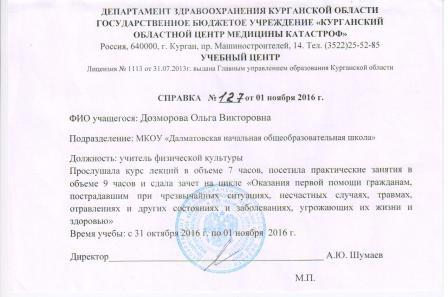 ДЕПАРТАМЕНТ ЗДРАВООХРАНЕНИЯ КУРГАНСКОЙ ОБЛАСТИ
ГОСУДАРСТВЕННОЕ БЮДЖЕТНОЕ УЧРЕЖДЕНИЕ «КУРГАНСКИЙ
ОБЛАСТНОЙ ЦЕНТР МЕДИЦИНЫ КАТАСТРОФ»
Россия, 640000, г. Курган, пр. Машиностроителей, 14. Тел. (3522)25-52-85
УЧЕБНЫЙ ЦЕНТР
Лицензия № 1113 от 31.07.2013г. выдана Главным управлением образования Курганской области
СПРАВКА № 127 от 01 ноября 2016 г.
ФИО учащегося: Дозморова Ольга Викторовна
Подразделение: МКОУ «Далматовская начальная общеобразовательная школа»
Должность: учитель физической культуры
Прослушала курс лекций в объеме 7 часов, посетила практические занятия в
объеме 9 часов и сдала зачет на цикле «Оказания первой помощи гражданам,
пострадавшим при чрезвычайных ситуациях, несчастных случаях, травмах,
отравлениях и других состояниях и заболеваниях, угрожающих их жизни и
здоровью»
Время учебы: с 31 октября 2016 г. по 01 ноября 2016 г.
Директор А.Ю. Шумаев
М.П.